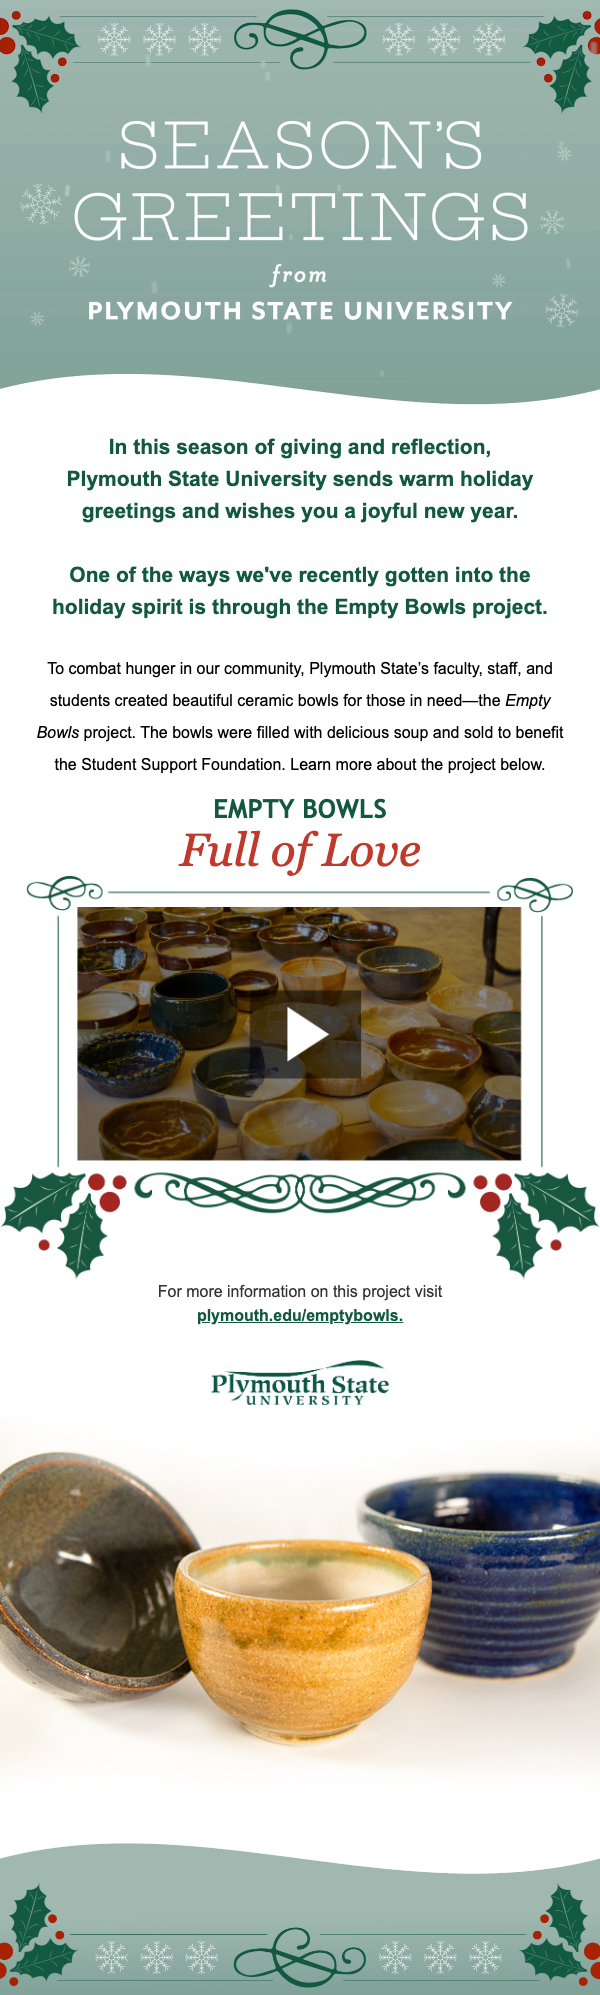 SEASON'S
GREETINGS
from
PLYMOUTH STATE UNIVERSITY
In this season of giving and reflection,
Plymouth State University sends warm holiday
greetings and wishes you a joyful new year.
One of the ways we've recently gotten into the
holiday spirit is through the Empty Bowls project.
To combat hunger in our community, Plymouth State’s faculty, staff, and
students created beautiful ceramic bowls for those in need—the Empty
Bowls project. The bowls were filled with delicious soup and sold to benefit
the Student Support Foundation. Learn more about the project below.
EMPTY BOWLS
Full of Love
For more information on this project visit
plymouth.edu/emptybowls.
Plymouth State
UNIVERSITY